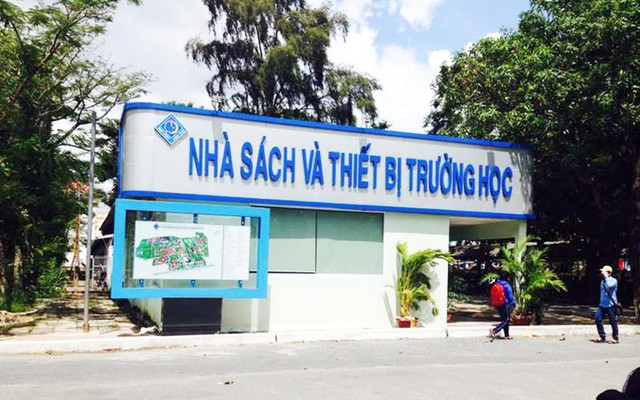 NHÀ SÁCH VÀ THIẾT BỊ TRƯỜNG HỌC